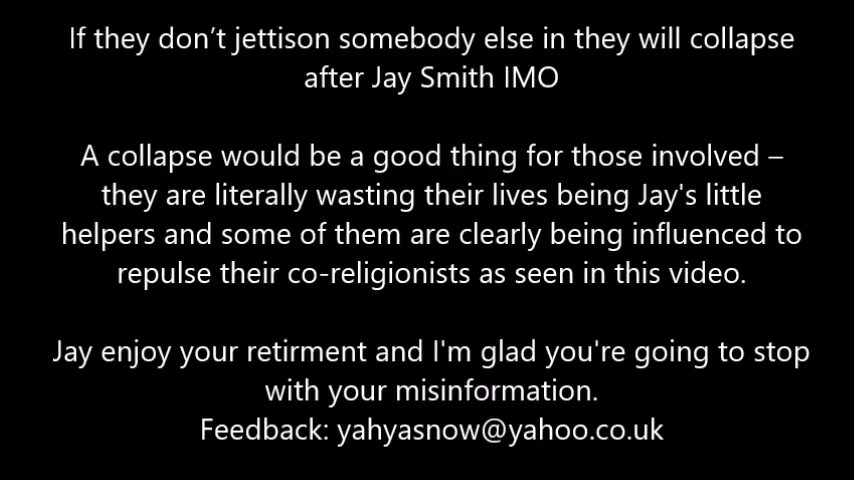 If they don’t jettison somebody else in they will collapse
after Jay Smith IMO
A collapse would be a good thing for those involved –
they are literally wasting their lives being Jay's little
helpers and some of them are clearly being influenced to
repulse their co-religionists as seen in this video.
Jay enjoy your retirment and I'm glad you're going to stop
with your misinformation.
Feedback: yahyasnow@yahoo.co.uk